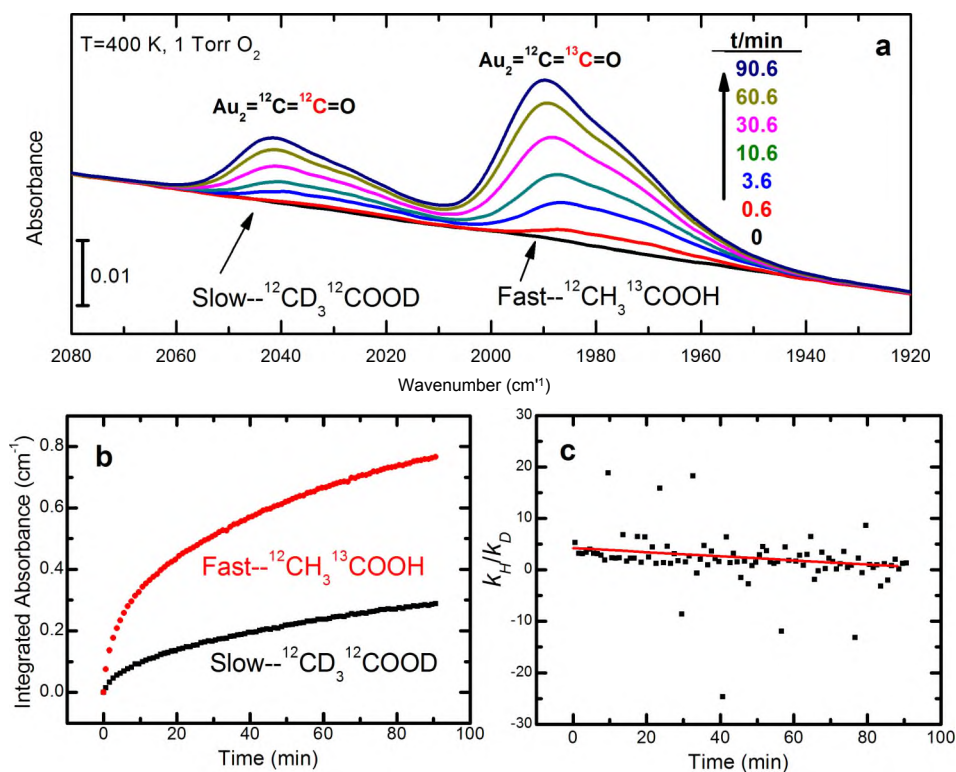 T=400 K, 1 Torr O₂
a
Au₂=¹²C=¹²C=O
Au₂=¹²C=¹³C=O
t/min
90.6
60.6
30.6
10.6
3.6
0.6
0
Absorbance
0.01
Slow--¹²CD₃¹²COOD
Fast--¹²CH₃¹³COOH
2080 2060 2040 2020 2000 1980 1960 1940 1920
Wavenumber (cm⁻¹)
b
Integrated Absorbance (cm⁻¹)
0.8
0.6
0.4
0.2
0.0
Fast--¹²CH₃¹³COOH
Slow--¹²CD₃¹²COOD
0 20 40 60 80 100
Time (min)
c
k_H/k_D
30
20
10
0
-10
-20
-30
0 20 40 60 80 100
Time (min)